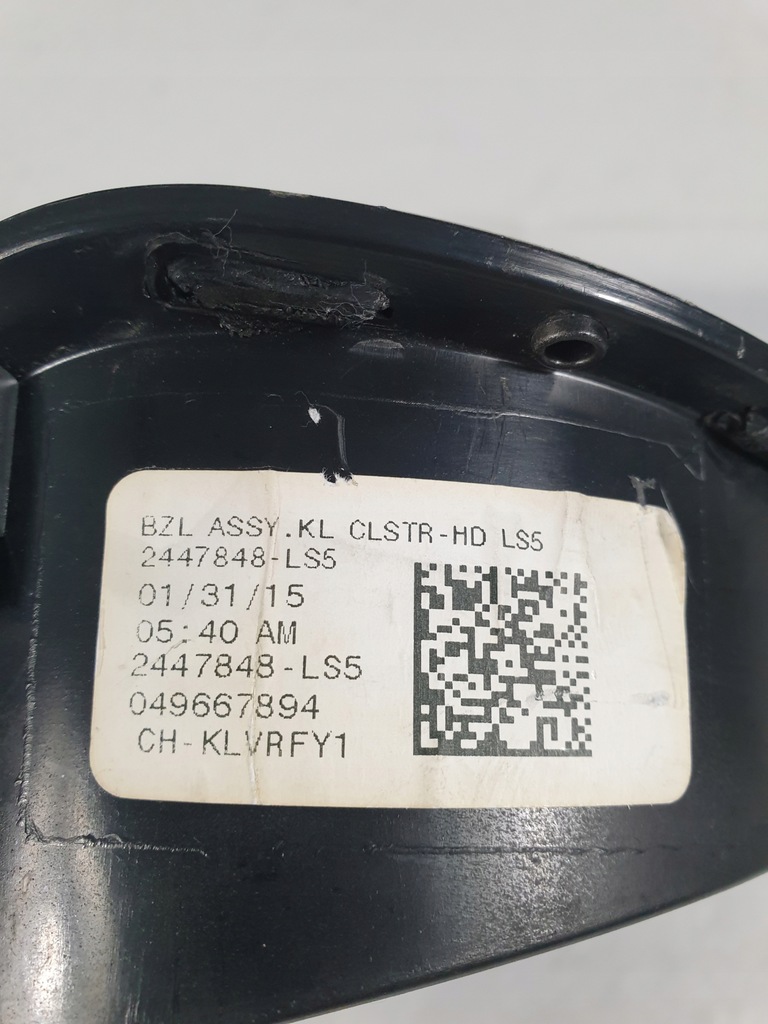 BZL ASSY.KL CLSTR-HD LS5
2447848-LS5
01/31/15
05:40 AM
2447848-LS5
049667894
CH-KLVRFY1